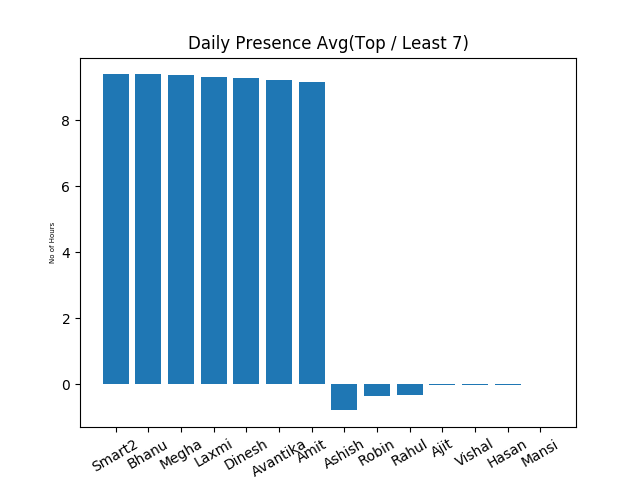 Daily Presence Avg(Top / Least 7)
No of Hours
8
6
4
2
0
Smart2
Bhanu
Megha
Laxmi
Dinesh
Avantika
Amit
Ashish
Robin
Rahul
Ajit
Vishal
Hasan
Mansi